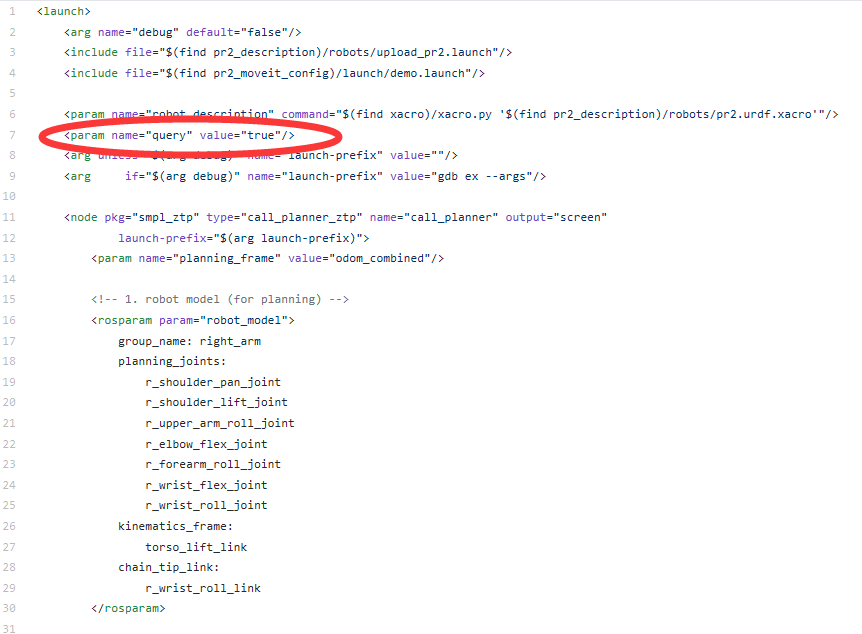 1 <launch>
2 <arg name="debug" default="false"/>
3 <include file="$(find pr2_description)/robots/upload_pr2.launch"/>
4 <include file="$(find pr2_moveit_config)/launch/demo.launch"/>
5
6 <param name="robot_description" command="$(find xacro)/xacro.py '$(find pr2_description)/robots/pr2.urdf.xacro'"/>
7 <param name="query" value="true"/>
8 <arg unless="$(arg debug)" name="launch-prefix" value=""/>
9 <arg     if="$(arg debug)" name="launch-prefix" value="gdb ex --args"/>
10
11 <node pkg="smpl_ztp" type="call_planner_ztp" name="call_planner" output="screen"
12 launch-prefix="$(arg launch-prefix)">
13 <param name="planning_frame" value="odom_combined"/>
14
15 <!-- 1. robot model (for planning) -->
16 <rosparam param="robot_model">
17 group_name: right_arm
18 planning_joints:
19 r_shoulder_pan_joint
20 r_shoulder_lift_joint
21 r_upper_arm_roll_joint
22 r_elbow_flex_joint
23 r_forearm_roll_joint
24 r_wrist_flex_joint
25 r_wrist_roll_joint
26 kinematics_frame:
27 torso_lift_link
28 chain_tip_link:
29 r_wrist_roll_link
30 </rosparam>
31